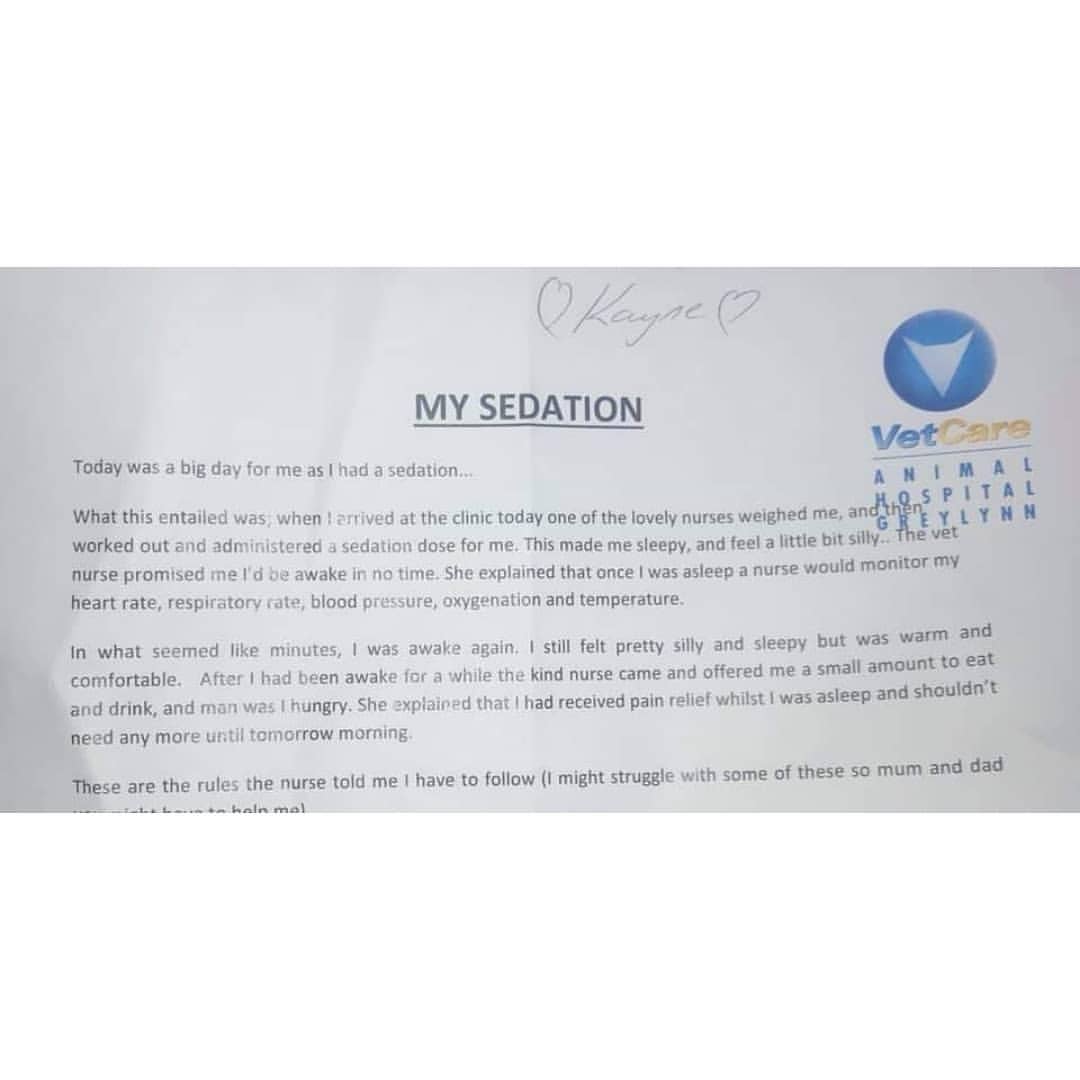 ♡ Kayne ♡
VetCare
ANIMAL
HOSPITAL
GREYLYNN
MY SEDATION
Today was a big day for me as I had a sedation...
What this entailed was; when I arrived at the clinic today one of the lovely nurses weighed me, and then
worked out and administered a sedation dose for me. This made me sleepy, and feel a little bit silly.. The vet
nurse promised me I'd be awake in no time. She explained that once I was asleep a nurse would monitor my
heart rate, respiratory rate, blood pressure, oxygenation and temperature.
In what seemed like minutes, I was awake again. I still felt pretty silly and sleepy but was warm and
comfortable. After I had been awake for a while the kind nurse came and offered me a small amount to eat
and drink, and man was I hungry. She explained that I had received pain relief whilst I was asleep and shouldn't
need any more until tomorrow morning.
These are the rules the nurse told me I have to follow (I might struggle with some of these so mum and dad
to help me)